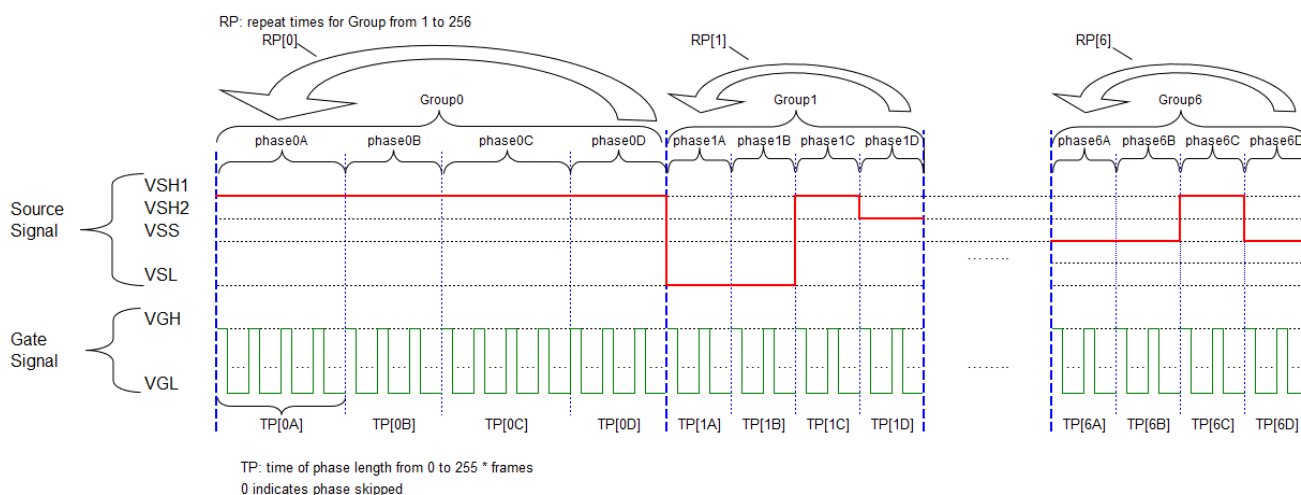 RP: repeat times for Group from 1 to 256
RP[0] RP[1] RP[6]
Group0 Group1 Group6
phase0A phase0B phase0C phase0D phase1A phase1B phase1C phase1D phase6A phase6B phase6C phase6D
Source
Signal
VSH1
VSH2
VSS
VSL
........
Gate
Signal
VGH
VGL
TP[0A] TP[0B] TP[0C] TP[0D] TP[1A] TP[1B] TP[1C] TP[1D] TP[6A] TP[6B] TP[6C] TP[6D]
TP: time of phase length from 0 to 255 * frames
0 indicates phase skipped